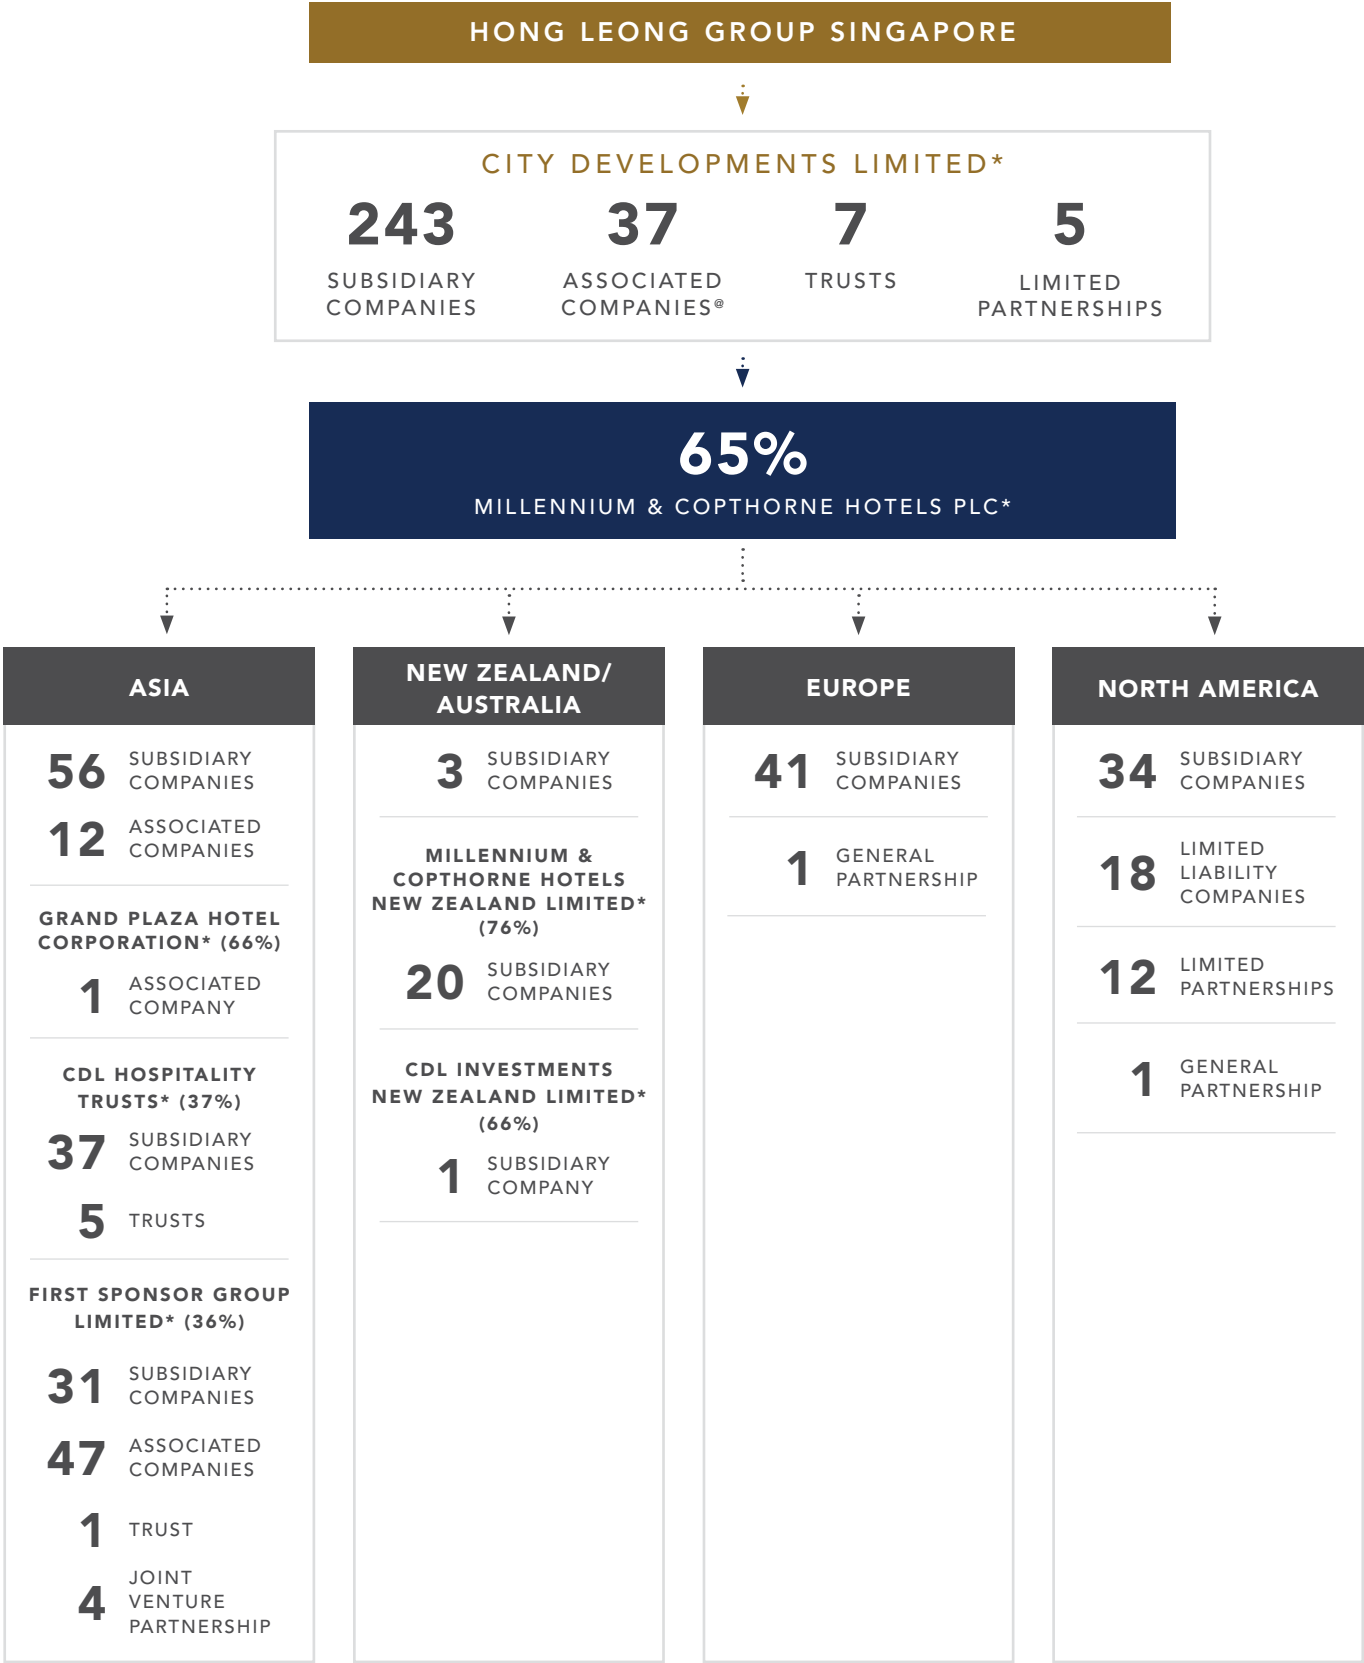 HONG LEONG GROUP SINGAPORE
CITY DEVELOPMENTS LIMITED*
243
SUBSIDIARY
COMPANIES
37
ASSOCIATED
COMPANIES@
7
TRUSTS
5
LIMITED
PARTNERSHIPS
65%
MILLENNIUM & COPTHORNE HOTELS PLC*
ASIA
56
SUBSIDIARY
COMPANIES
12
ASSOCIATED
COMPANIES
GRAND PLAZA HOTEL
CORPORATION* (66%)
1
ASSOCIATED
COMPANY
CDL HOSPITALITY
TRUSTS* (37%)
37
SUBSIDIARY
COMPANIES
5
TRUSTS
FIRST SPONSOR GROUP
LIMITED* (36%)
31
SUBSIDIARY
COMPANIES
47
ASSOCIATED
COMPANIES
1
TRUST
4
JOINT
VENTURE
PARTNERSHIP
NEW ZEALAND/
AUSTRALIA
3
SUBSIDIARY
COMPANIES
MILLENNIUM &
COPTHORNE HOTELS
NEW ZEALAND LIMITED*
(76%)
20
SUBSIDIARY
COMPANIES
CDL INVESTMENTS
NEW ZEALAND LIMITED*
(66%)
1
SUBSIDIARY
COMPANY
EUROPE
41
SUBSIDIARY
COMPANIES
1
GENERAL
PARTNERSHIP
NORTH AMERICA
34
SUBSIDIARY
COMPANIES
18
LIMITED
LIABILITY
COMPANIES
12
LIMITED
PARTNERSHIPS
1
GENERAL
PARTNERSHIP